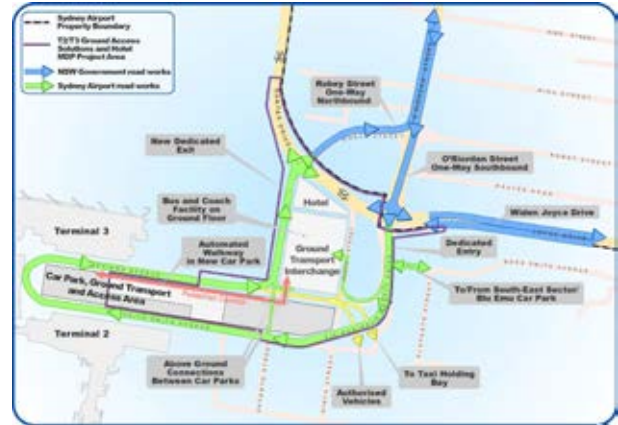 Sydney Airport
Property Boundary
T2/T3 Ground Access
Solutions and Hotel
MDP Project Area
NSW Government road works
Sydney Airport road works
Robey Street
One-Way
Northbound
New Dedicated
Exit
O'Riordan Street
One-Way Southbound
Bus and Coach
Facility on
Ground Floor
Hotel
Widen Joyce Drive
Terminal 3
Automated
Walkway
in New Car Park
Ground
Transport
Interchange
Dedicated
Entry
Car Park, Ground Transport
and Access Area
To/From South-East Sector/
Blu Emu Car Park
Terminal 2
Above Ground
Connections
Between Car Parks
To Taxi Holding
Bay
Authorised
Vehicles